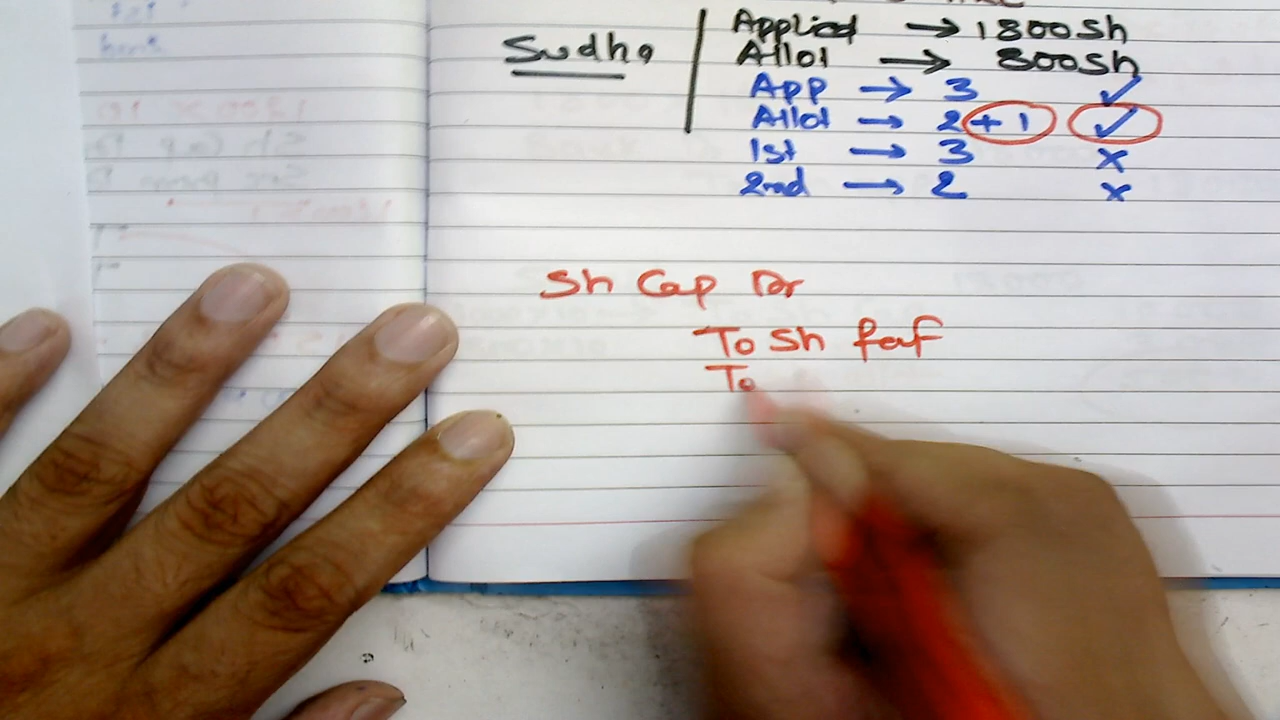 Sudha
Applied → 1800Sh
Allot → 800Sh
App → 3 ✓
Allot → 2 + 1 ✓
1st → 3 x
2nd → 2 x
Sh Cap Dr
To Sh forf
To